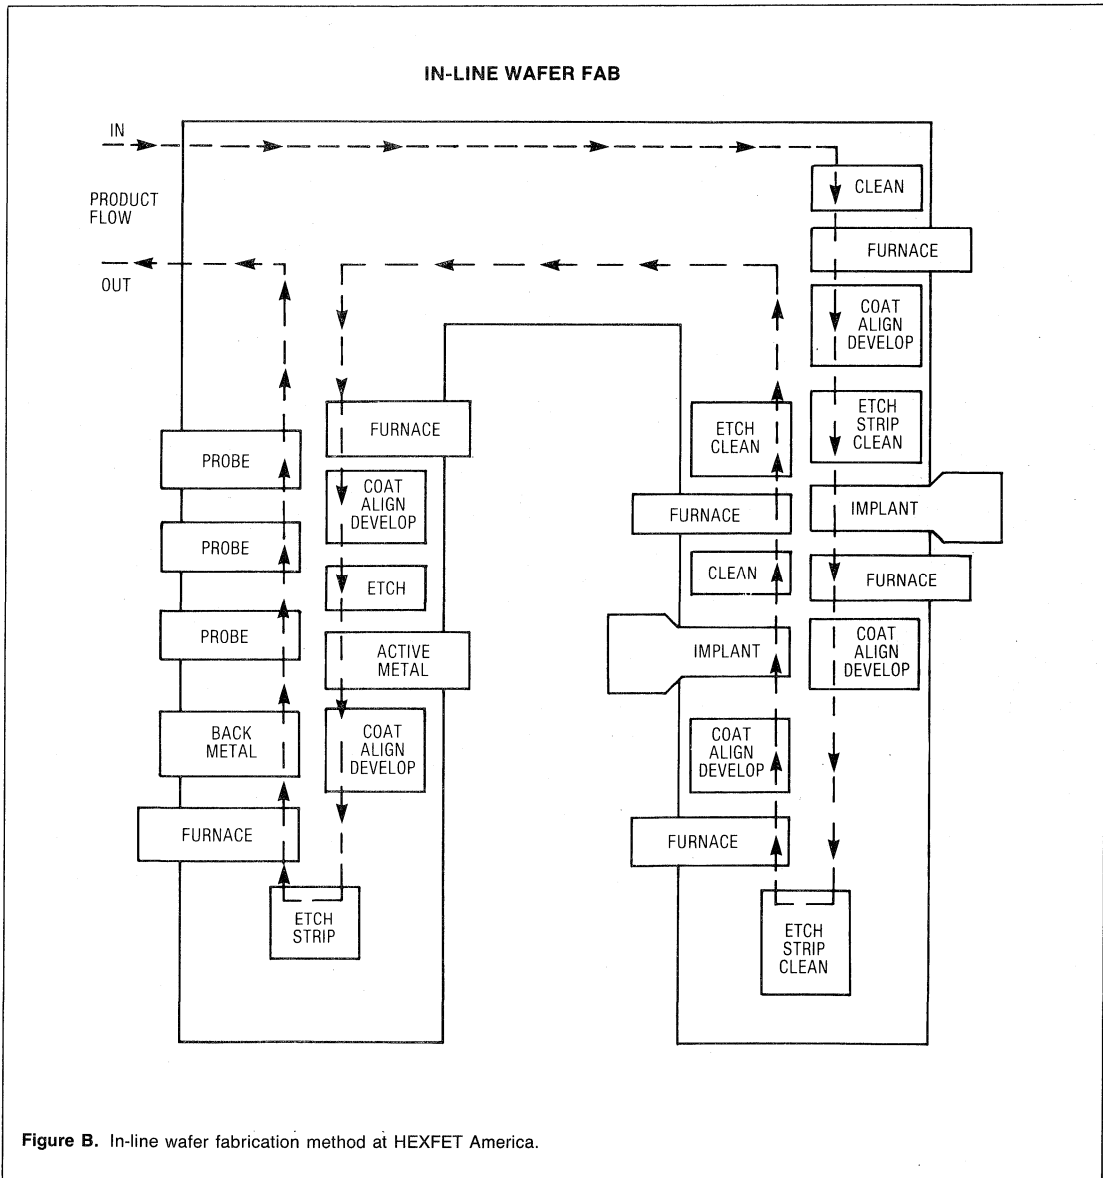 IN-LINE WAFER FAB
IN
PRODUCT
FLOW
OUT
CLEAN
FURNACE
COAT
ALIGN
DEVELOP
ETCH
STRIP
CLEAN
IMPLANT
FURNACE
COAT
ALIGN
DEVELOP
ETCH
STRIP
CLEAN
FURNACE
COAT
ALIGN
DEVELOP
IMPLANT
CLEAN
FURNACE
ETCH
CLEAN
FURNACE
COAT
ALIGN
DEVELOP
ETCH
ACTIVE
METAL
COAT
ALIGN
DEVELOP
ETCH
STRIP
FURNACE
BACK
METAL
PROBE
PROBE
PROBE
Figure B. In-line wafer fabrication method at HEXFET America.